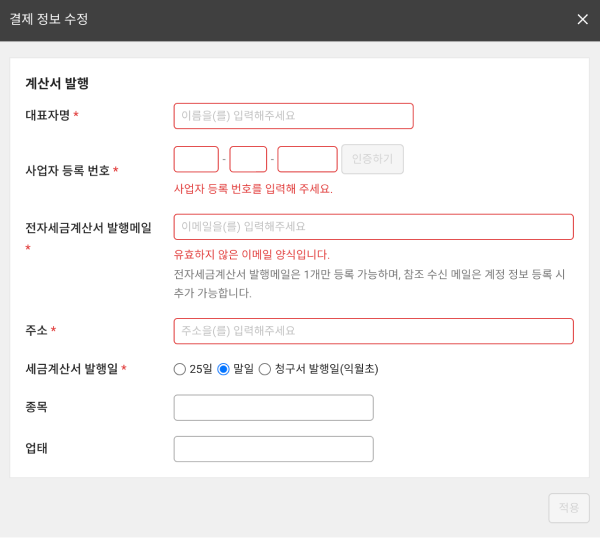 결제 정보 수정
계산서 발행
대표자명 *
이름을(를) 입력해주세요
사업자 등록 번호 *
- - 인증하기
사업자 등록 번호를 입력해 주세요.
전자세금계산서 발행메일
*
이메일을(를) 입력해주세요
유효하지 않은 이메일 양식입니다.
전자세금계산서 발행메일은 1개만 등록 가능하며, 참조 수신 메일은 계정 정보 등록 시
추가 가능합니다.
주소 *
주소을(를) 입력해주세요
세금계산서 발행일 *
25일 말일 청구서 발행일(익월초)
종목
업태
적용